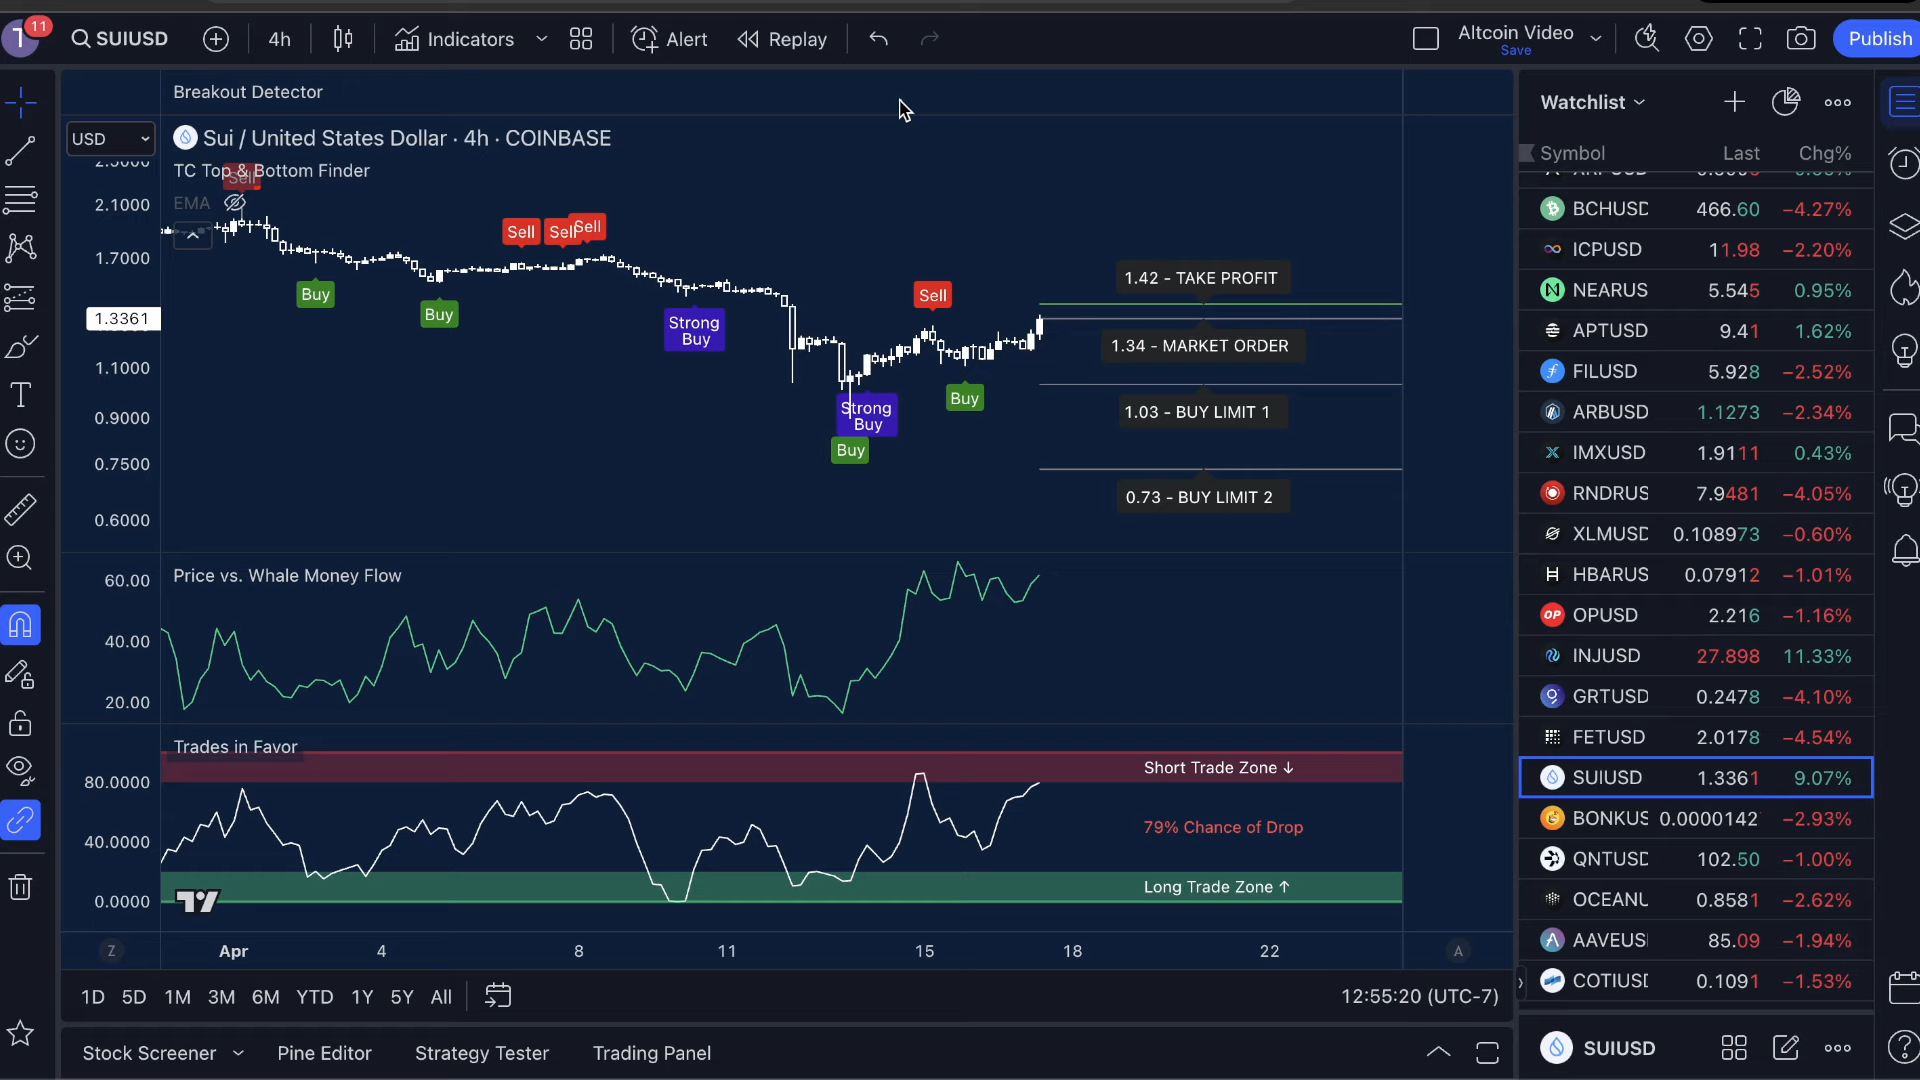 T
11
SUIUSD
4h
Indicators
Alert
Replay
Altcoin Video
Save
Publish
Breakout Detector
USD
Sui / United States Dollar · 4h · COINBASE
TC Top & Bottom Finder
EMA
2.1000
1.7000
1.3361
1.1000
0.9000
0.7500
0.6000
Sell
Sell
Sell
Sell
Sell
Buy
Buy
Strong
Buy
Strong
Buy
Buy
Buy
1.42 - TAKE PROFIT
1.34 - MARKET ORDER
1.03 - BUY LIMIT 1
0.73 - BUY LIMIT 2
Price vs. Whale Money Flow
60.00
40.00
20.00
Trades in Favor
80.0000
40.0000
0.0000
Short Trade Zone ↓
79% Chance of Drop
Long Trade Zone ↑
Z
Apr
4
8
11
15
18
22
A
1D 5D 1M 3M 6M YTD 1Y 5Y All
12:55:20 (UTC-7)
Stock Screener
Pine Editor
Strategy Tester
Trading Panel
Watchlist
Symbol Last Chg%
BCHUSD 466.60 −4.27%
ICPUSD 11.98 −2.20%
NEARUS 5.545 0.95%
APTUSD 9.41 1.62%
FILUSD 5.928 −2.52%
ARBUSD 1.1273 −2.34%
IMXUSD 1.9111 0.43%
RNDRUS 7.9481 −4.05%
XLMUSD 0.108973 −0.60%
HBARUS 0.07912 −1.01%
OPUSD 2.216 −1.16%
INJUSD 27.898 11.33%
GRTUSD 0.2478 −4.10%
FETUSD 2.0178 −4.54%
SUIUSD 1.3361 9.07%
BONKUS 0.0000142 −2.93%
QNTUSD 102.50 −1.00%
OCEANU 0.8581 −2.62%
AAVEUS 85.09 −1.94%
COTIUSD 0.1091 −1.53%
SUIUSD